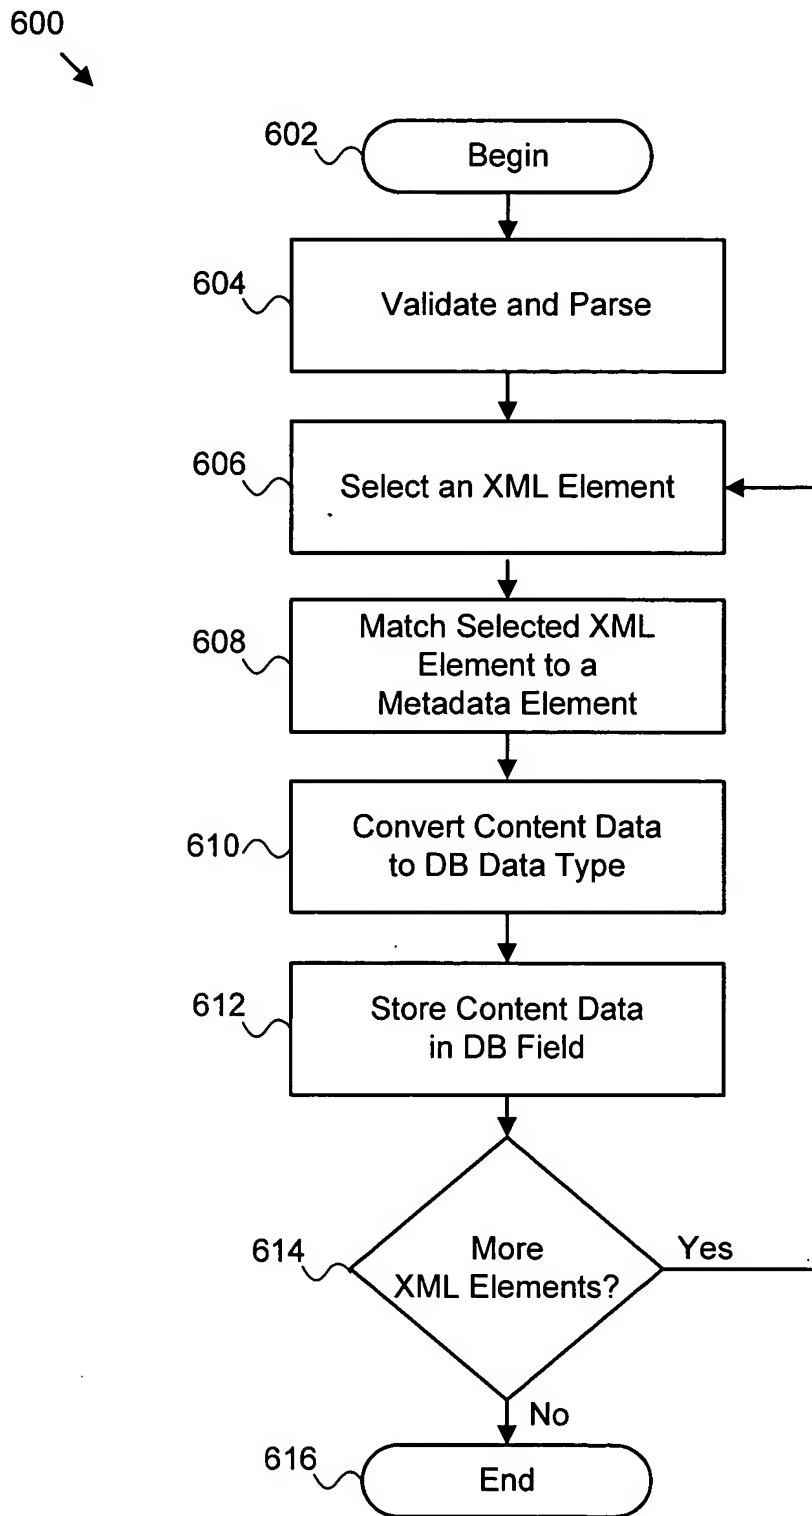 600
602
Begin
604
Validate and Parse
606
Select an XML Element
608
Match Selected XML
Element to a
Metadata Element
610
Convert Content Data
to DB Data Type
612
Store Content Data
in DB Field
614
More
XML Elements?
Yes
No
616
End